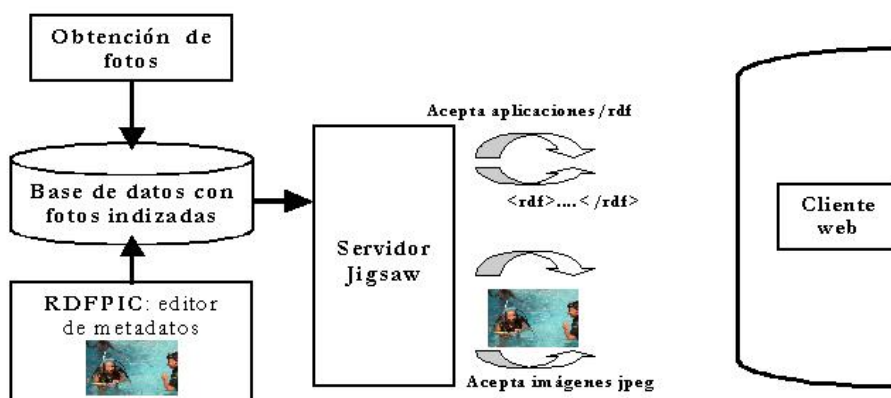 Obtención de
fotos
Base de datos con
fotos indizadas
RDFPIC: editor
de metadatos
Servidor
Jigsaw
Acepta aplicaciones/rdf
<rdf>....</rdf>
Acepta imágenes jpeg
Cliente
web